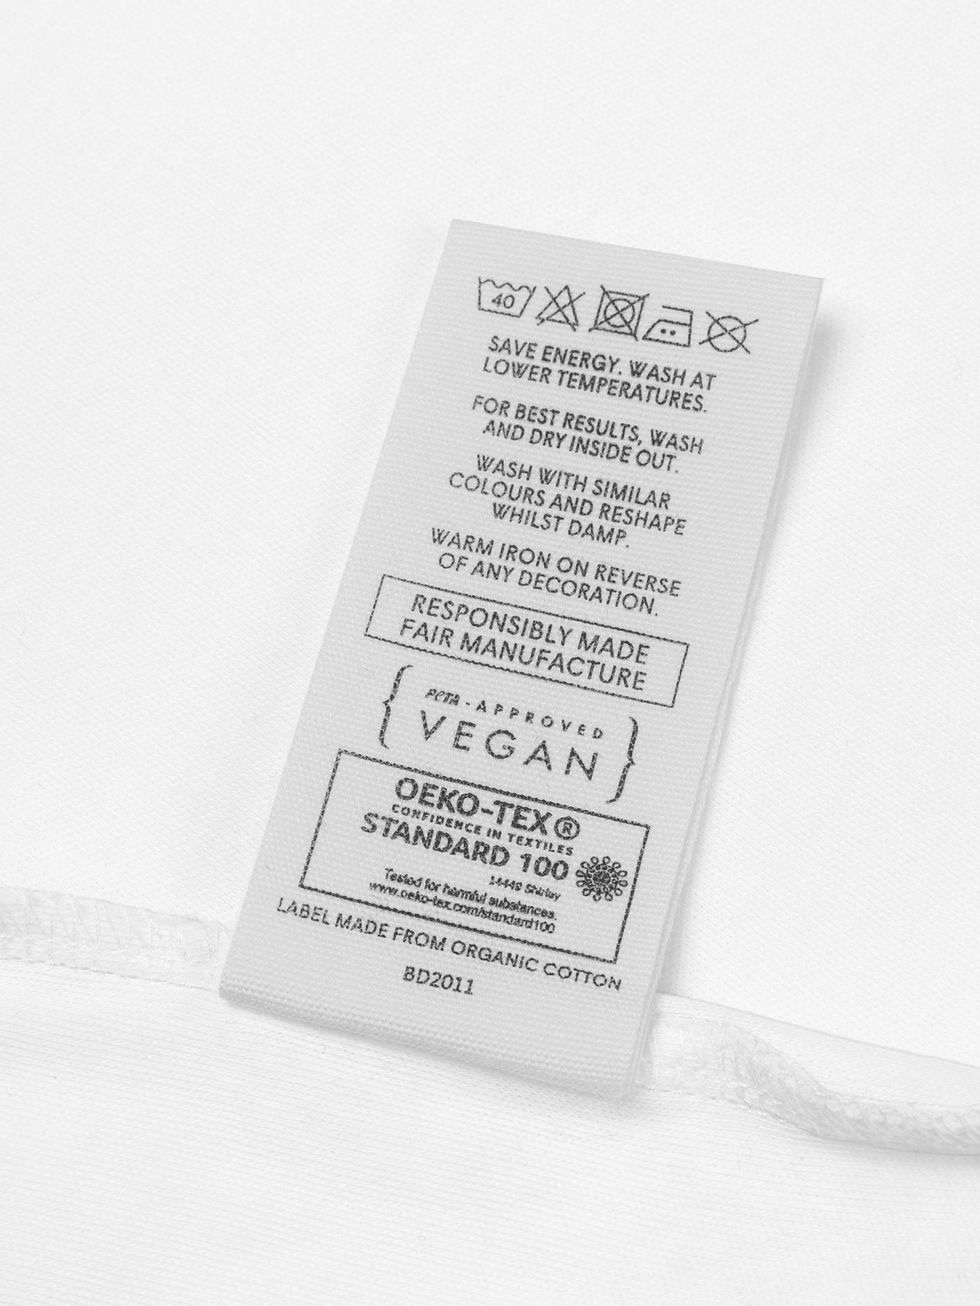 40
SAVE ENERGY. WASH AT
LOWER TEMPERATURES.
FOR BEST RESULTS, WASH
AND DRY INSIDE OUT.
WASH WITH SIMILAR
COLOURS AND RESHAPE
WHILST DAMP.
WARM IRON ON REVERSE
OF ANY DECORATION.
RESPONSIBLY MADE
FAIR MANUFACTURE
PETA-APPROVED
VEGAN
OEKO-TEX®
CONFIDENCE IN TEXTILES
STANDARD 100
14449 Shirley
Tested for harmful substances.
www.oeko-tex.com/standard100
LABEL MADE FROM ORGANIC COTTON
BD2011